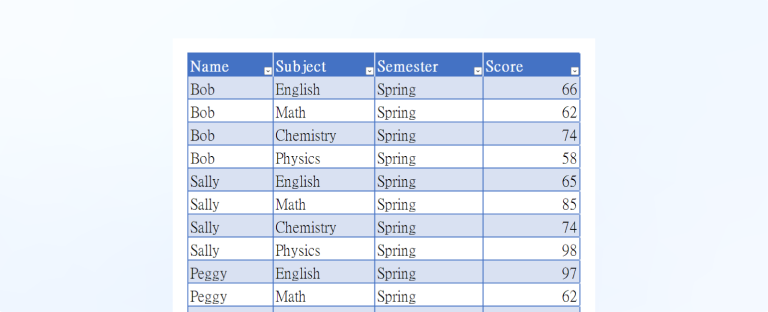 Name Subject Semester Score
Bob English Spring 66
Bob Math Spring 62
Bob Chemistry Spring 74
Bob Physics Spring 58
Sally English Spring 65
Sally Math Spring 85
Sally Chemistry Spring 74
Sally Physics Spring 98
Peggy English Spring 97
Peggy Math Spring 62